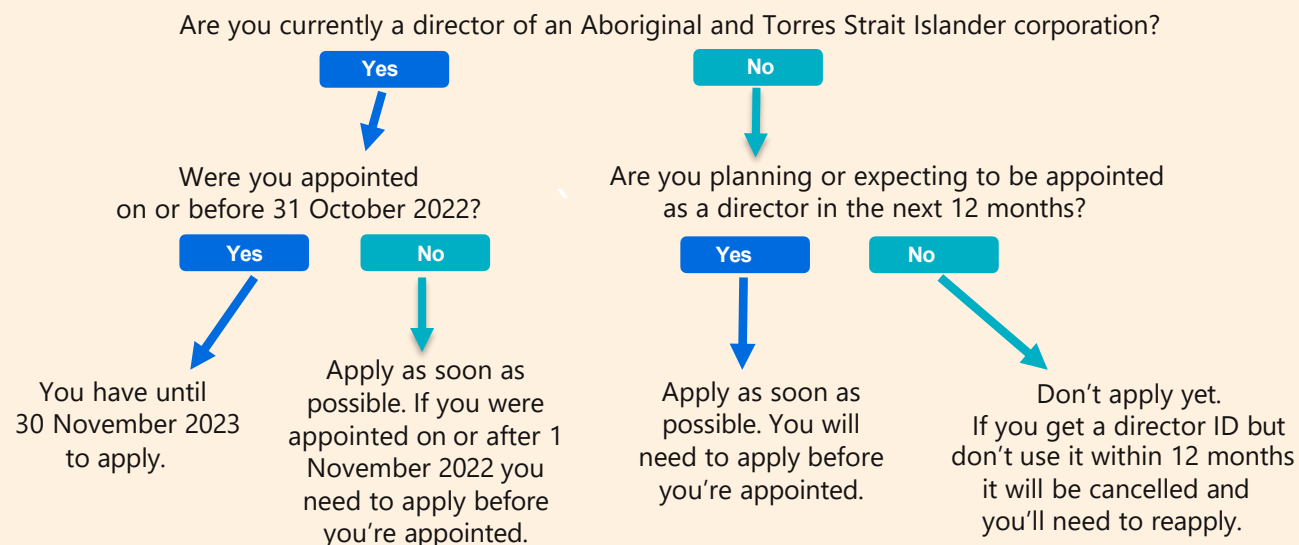 Are you currently a director of an Aboriginal and Torres Strait Islander corporation?
Yes
No
Were you appointed
on or before 31 October 2022?
Are you planning or expecting to be appointed
as a director in the next 12 months?
Yes
No
Yes
No
You have until
30 November 2023
to apply.
Apply as soon as
possible. If you were
appointed on or after 1
November 2022 you
need to apply before
you’re appointed.
Apply as soon as
possible. You will
need to apply before
you’re appointed.
Don’t apply yet.
If you get a director ID but
don’t use it within 12 months
it will be cancelled and
you’ll need to reapply.